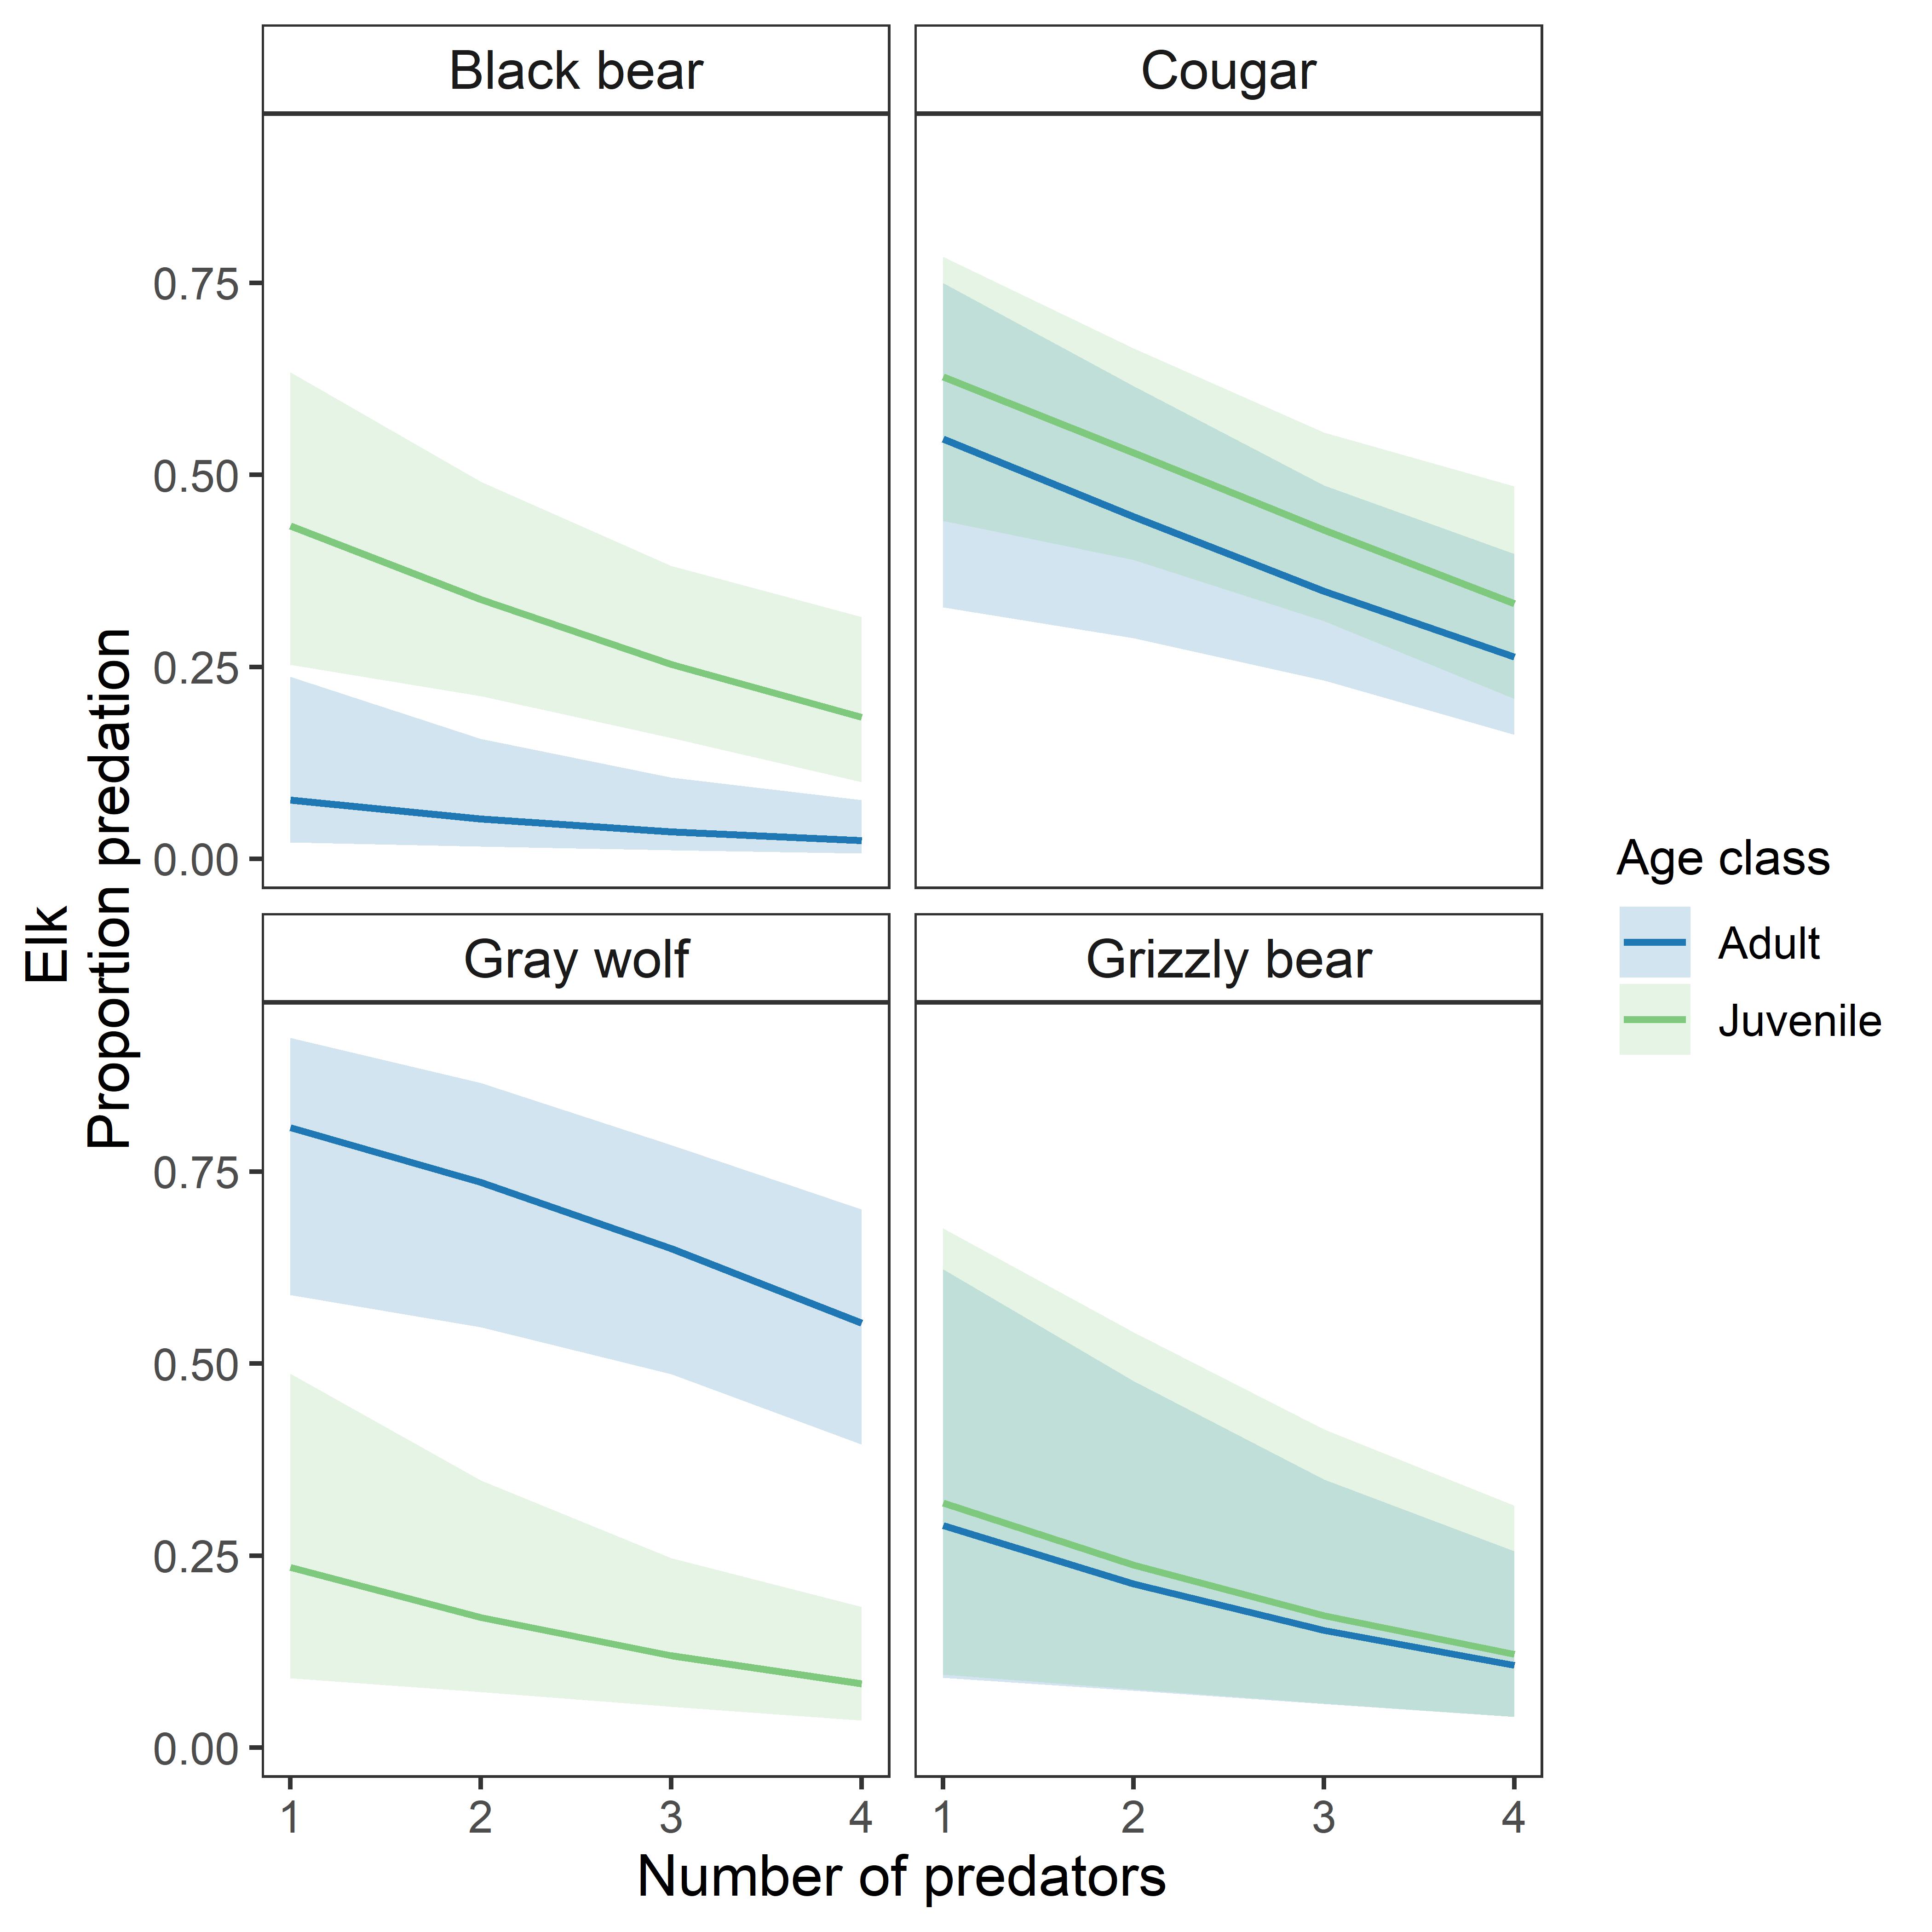 Elk
Proportion predation
Black bear
Cougar
0.75
0.50
0.25
0.00
Gray wolf
Grizzly bear
0.75
0.50
0.25
0.00
1 2 3 4 1 2 3 4
Number of predators
Age class
Adult
Juvenile